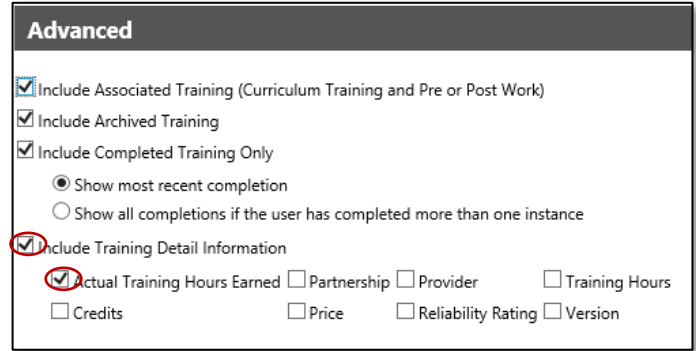 Advanced
Include Associated Training (Curriculum Training and Pre or Post Work)
Include Archived Training
Include Completed Training Only
Show most recent completion
Show all completions if the user has completed more than one instance
Include Training Detail Information
Actual Training Hours Earned Partnership Provider Training Hours
Credits Price Reliability Rating Version